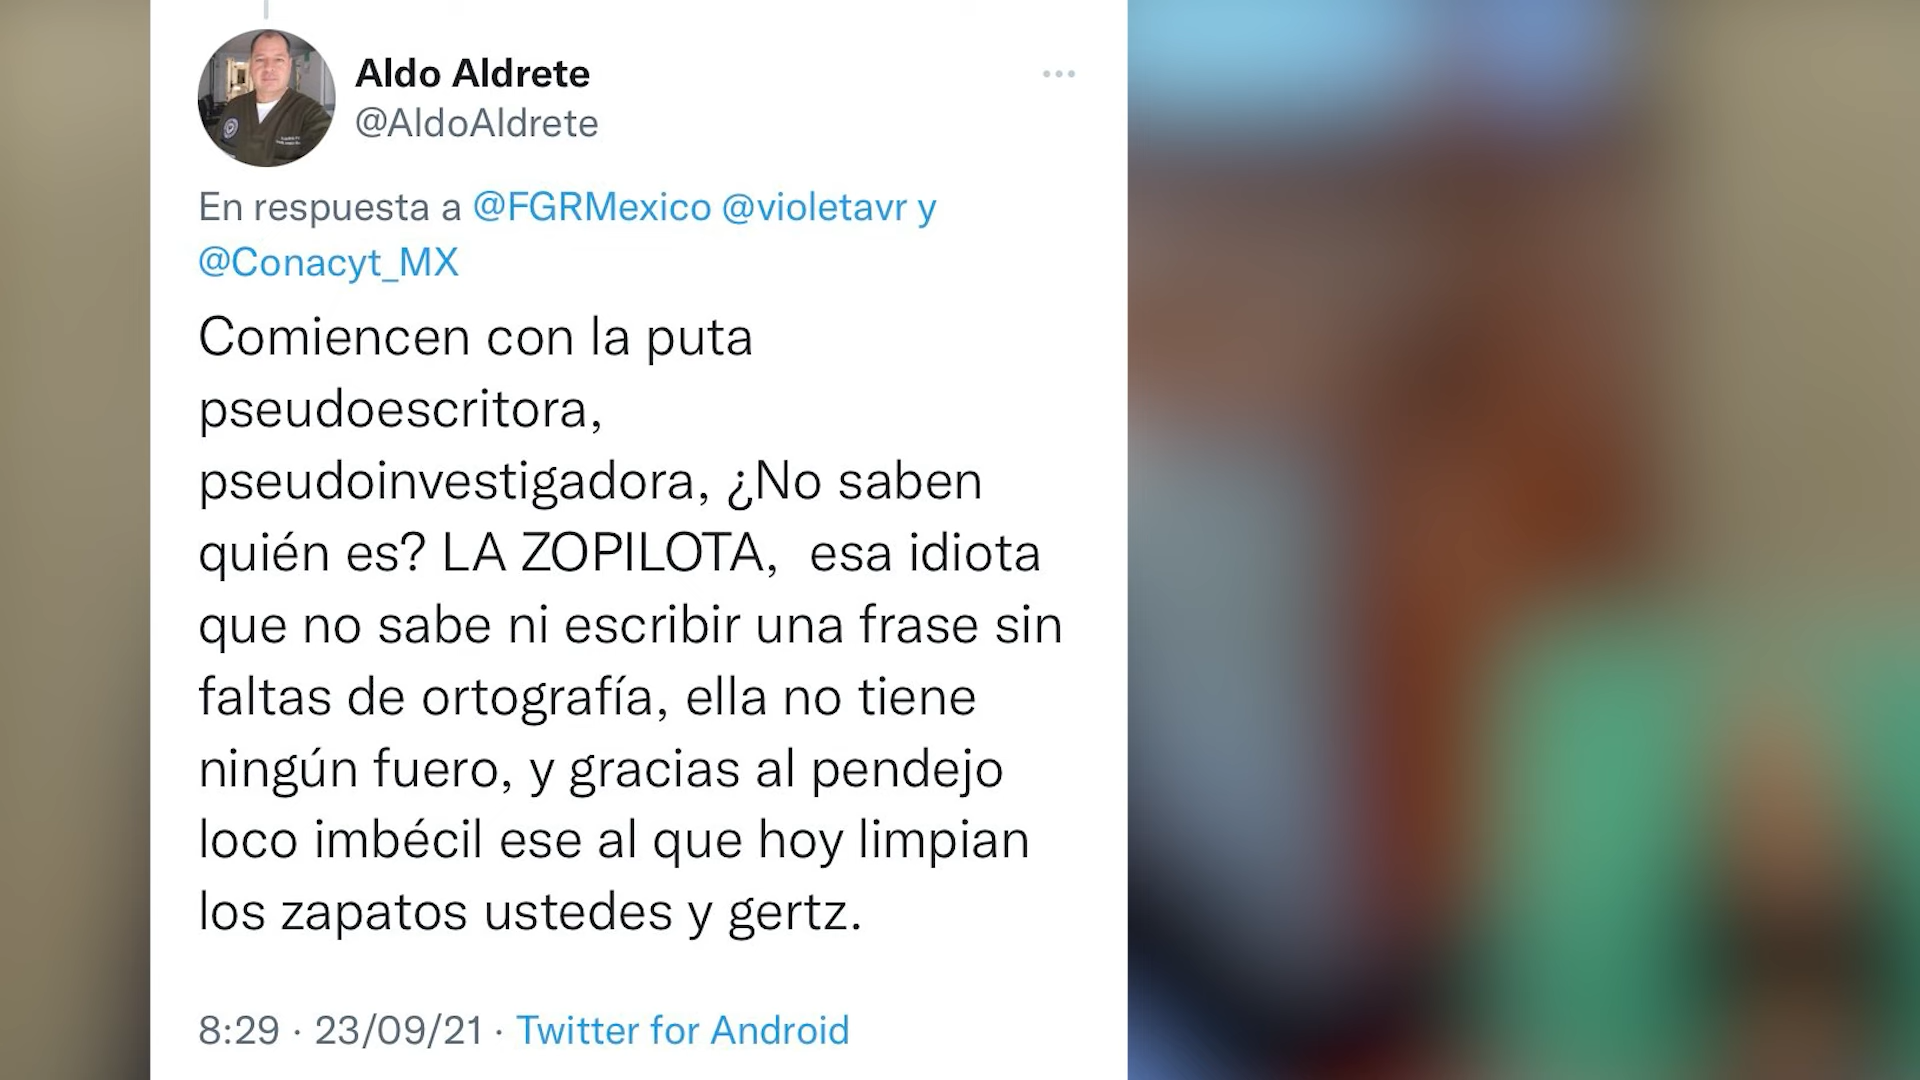 Aldo Aldrete
@AldoAldrete
En respuesta a @FGRMexico @violetavr y
@Conacyt_MX
Comiencen con la puta
pseudoescritora,
pseudoinvestigadora, ¿No saben
quién es? LA ZOPILOTA,  esa idiota
que no sabe ni escribir una frase sin
faltas de ortografía, ella no tiene
ningún fuero, y gracias al pendejo
loco imbécil ese al que hoy limpian
los zapatos ustedes y gertz.
8:29 · 23/09/21 · Twitter for Android